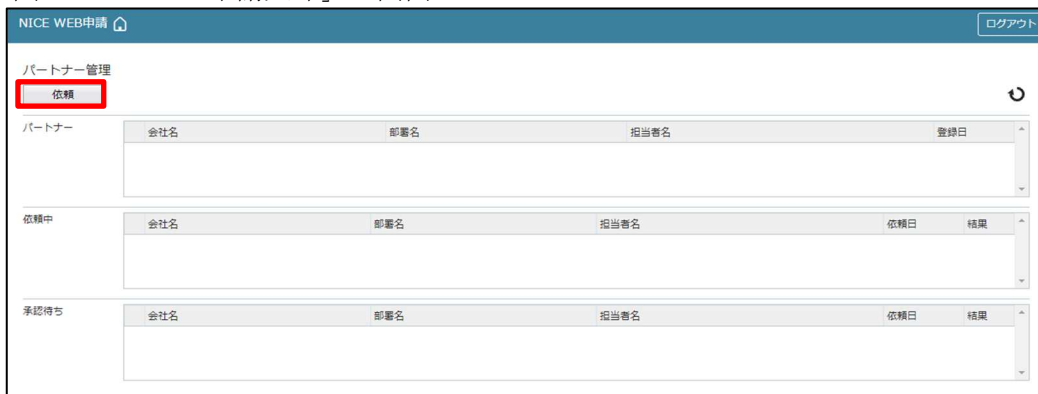 NICE WEB申請 ログアウト
パートナー管理
依頼
パートナー 会社名 部署名 担当者名 登録日
依頼中 会社名 部署名 担当者名 依頼日 結果
承認待ち 会社名 部署名 担当者名 依頼日 結果